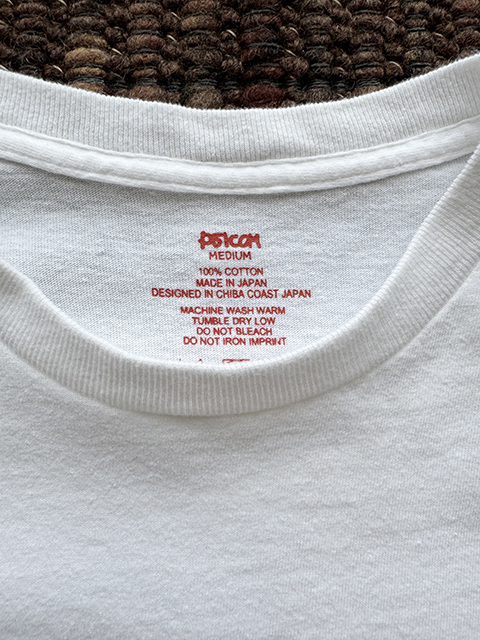 PSICOM
MEDIUM
100% COTTON
MADE IN JAPAN
DESIGNED IN CHIBA COAST JAPAN
MACHINE WASH WARM
TUMBLE DRY LOW
DO NOT BLEACH
DO NOT IRON IMPRINT